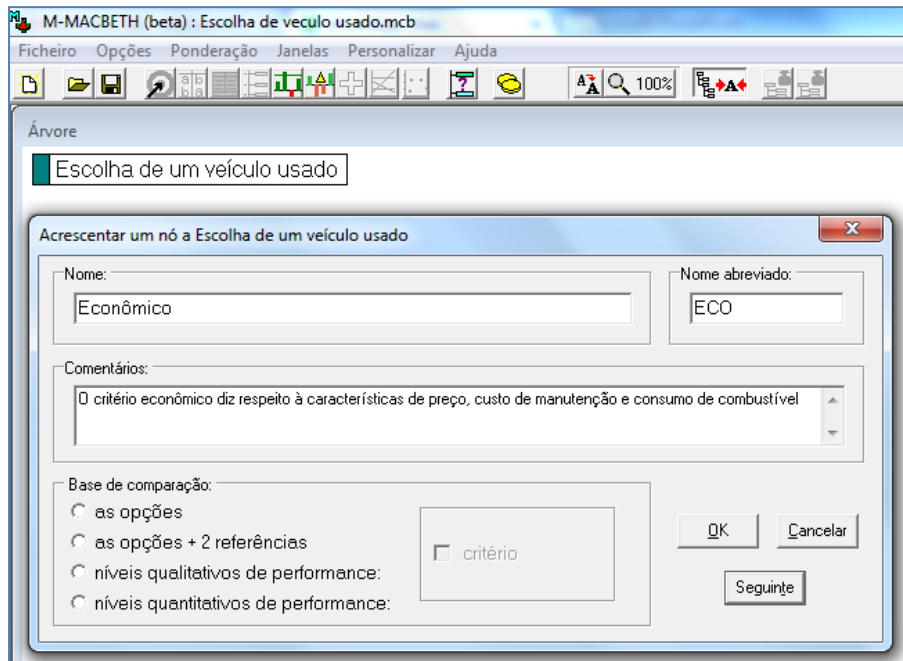 M-MACBETH (beta) : Escolha de veculo usado.mcb
Ficheiro Opções Ponderação Janelas Personalizar Ajuda
100%
Árvore
Escolha de um veículo usado
Acrescentar um nó a Escolha de um veículo usado
Nome: Nome abreviado:
Econômico ECO
Comentários:
O critério econômico diz respeito à características de preço, custo de manutenção e consumo de combustível
Base de comparação:
as opções
as opções + 2 referências
critério
níveis qualitativos de performance:
níveis quantitativos de performance:
OK Cancelar
Seguinte